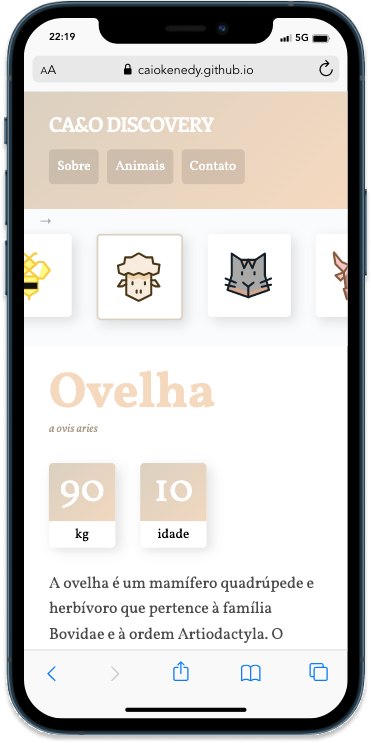 22:19
5G
AA
caiokenedy.github.io
CA&O DISCOVERY
Sobre
Animais
Contato
→
Ovelha
a ovis aries
90
10
kg
idade
A ovelha é um mamífero quadrúpede e
herbívoro que pertence à família
Bovidae e à ordem Artiodactyla. O